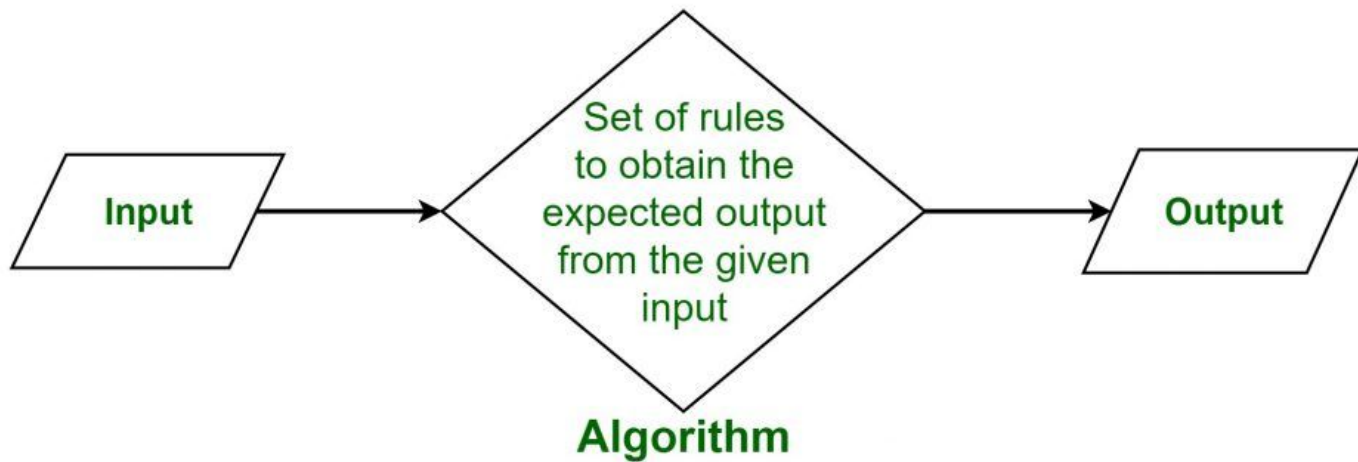 Input
Set of rules
to obtain the
expected output
from the given
input
Output
Algorithm